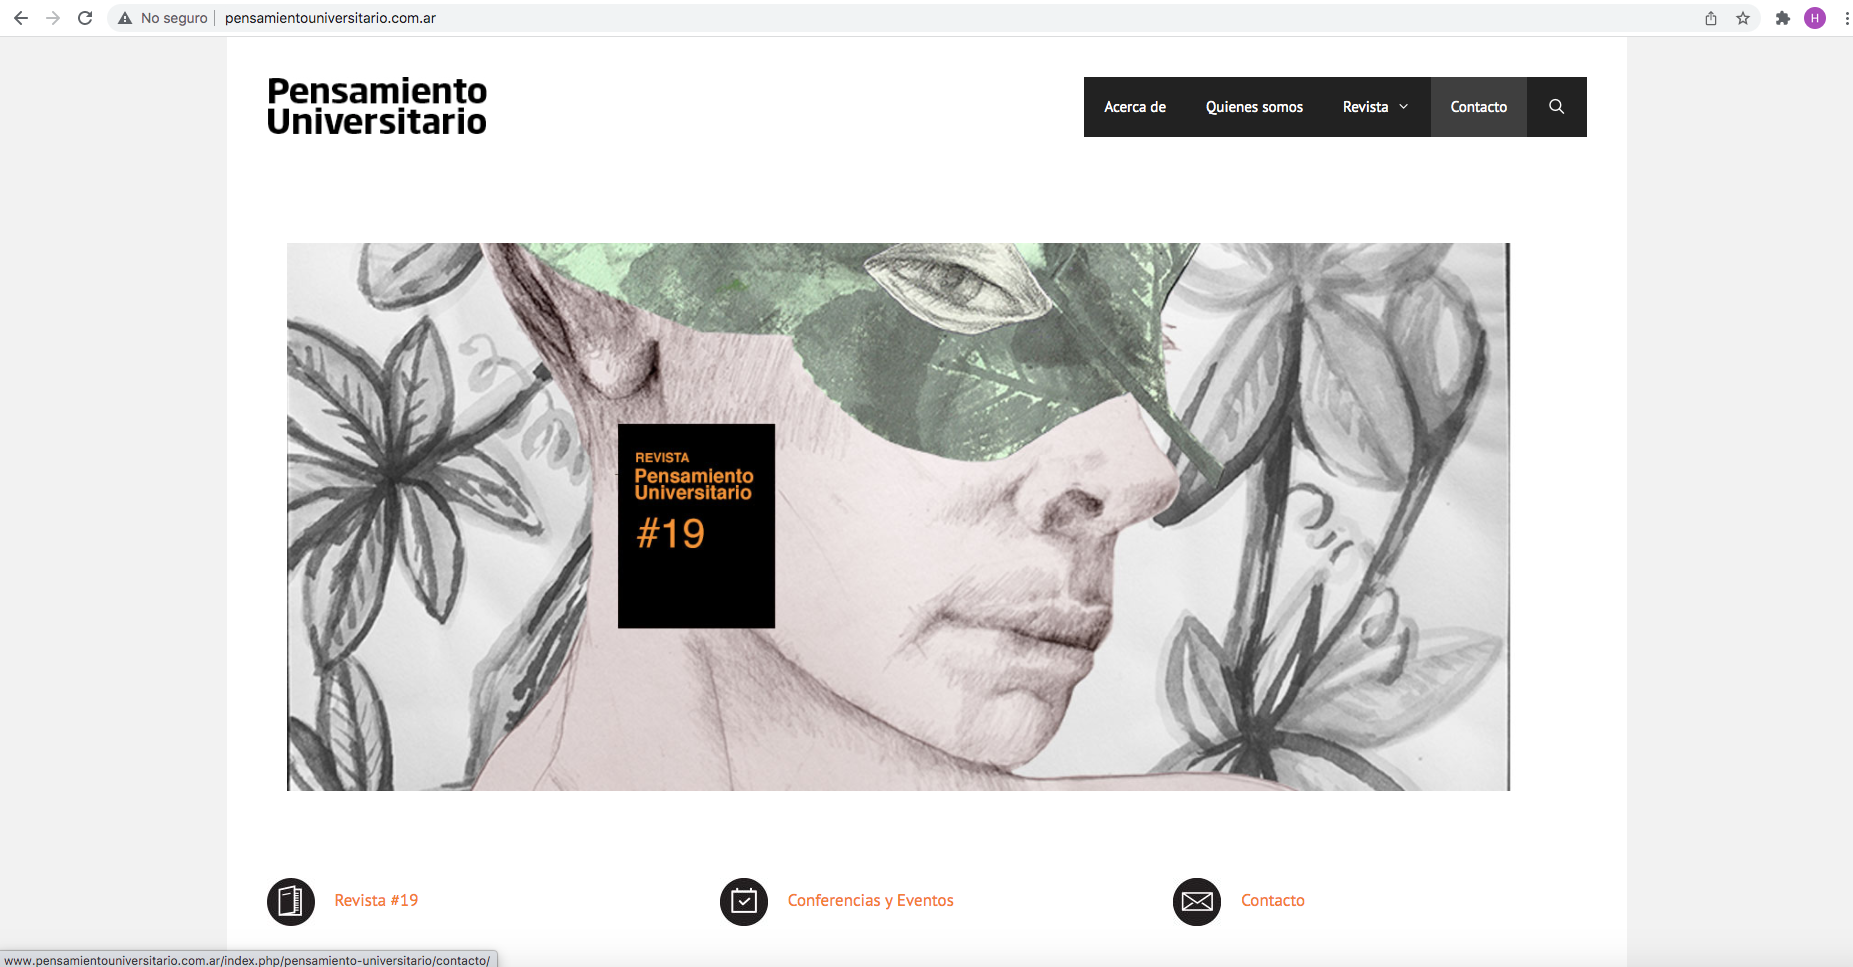 No seguro
pensamientouniversitario.com.ar
H
Pensamiento
Universitario
Acerca de
Quienes somos
Revista
Contacto
REVISTA
Pensamiento
Universitario
#19
Revista #19
Conferencias y Eventos
Contacto
www.pensamientouniversitario.com.ar/index.php/pensamiento-universitario/contacto/